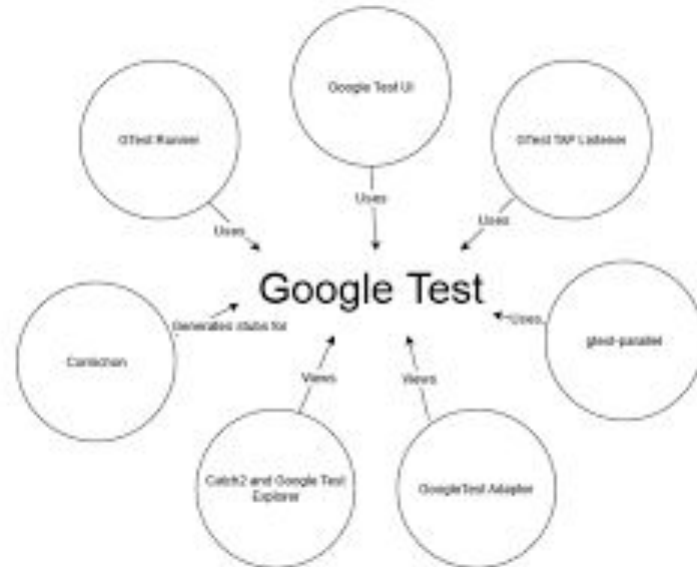 Google Test UI
GTest Runner
GTest TAP Listener
Uses
Uses
Uses
Google Test
Generates stubs for
Uses
Cornichon
gtest-parallel
Views
Views
Catch2 and Google Test
Explorer
GoogleTest Adapter